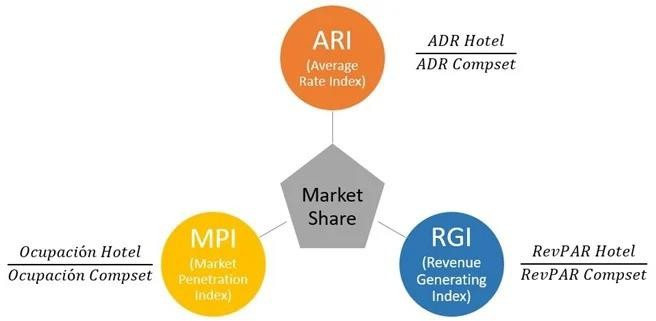 ARI
(Average
Rate Index)
ADR Hotel
ADR Compset
Market
Share
MPI
(Market
Penetration
Index)
Ocupación Hotel
Ocupación Compset
RGI
(Revenue
Generating
Index)
RevPAR Hotel
RevPAR Compset